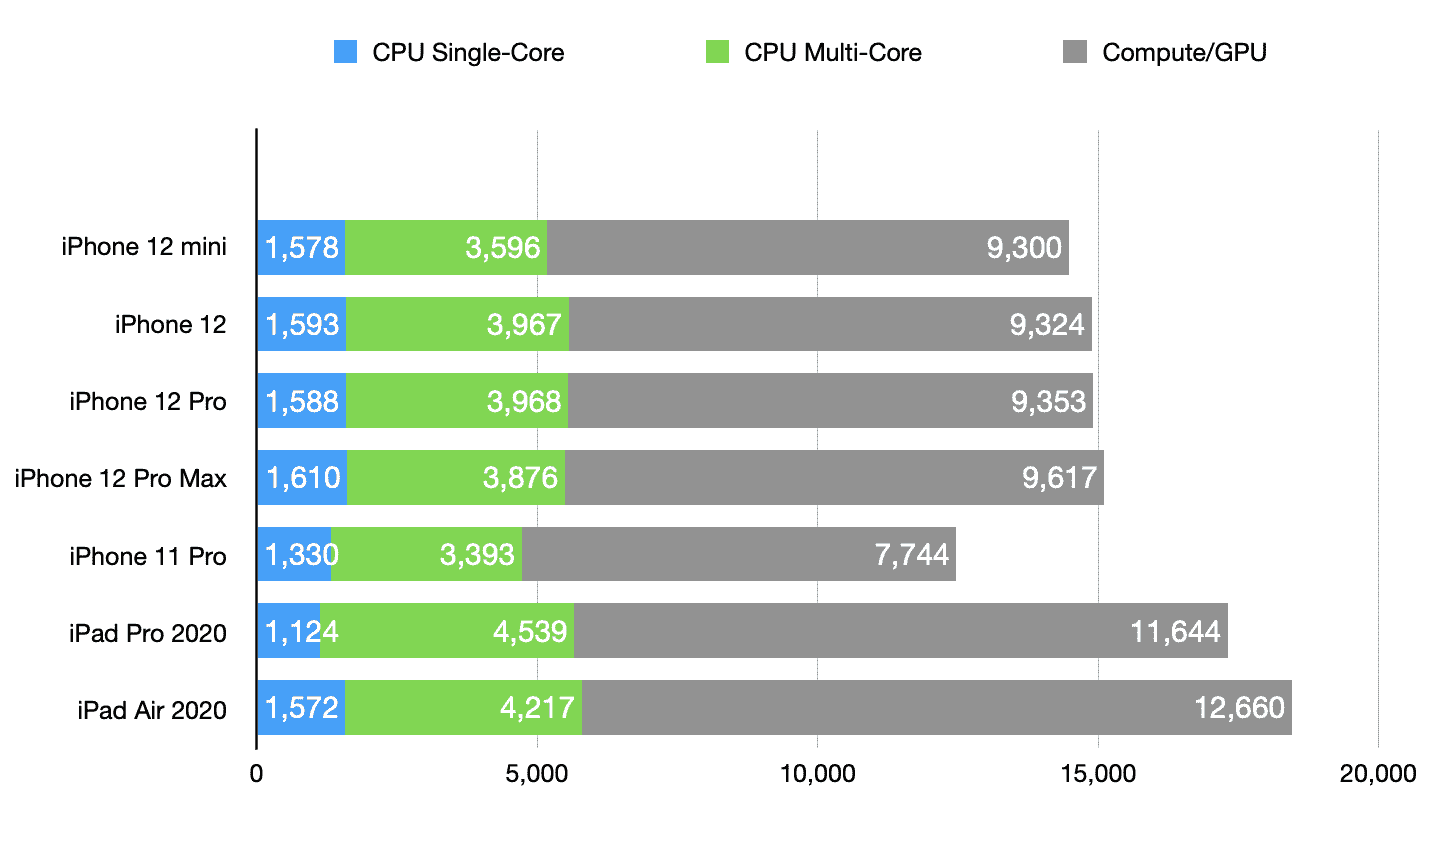 CPU Single-Core CPU Multi-Core Compute/GPU
iPhone 12 mini 1,578 3,596 9,300
iPhone 12 1,593 3,967 9,324
iPhone 12 Pro 1,588 3,968 9,353
iPhone 12 Pro Max 1,610 3,876 9,617
iPhone 11 Pro 1,330 3,393 7,744
iPad Pro 2020 1,124 4,539 11,644
iPad Air 2020 1,572 4,217 12,660
0 5,000 10,000 15,000 20,000